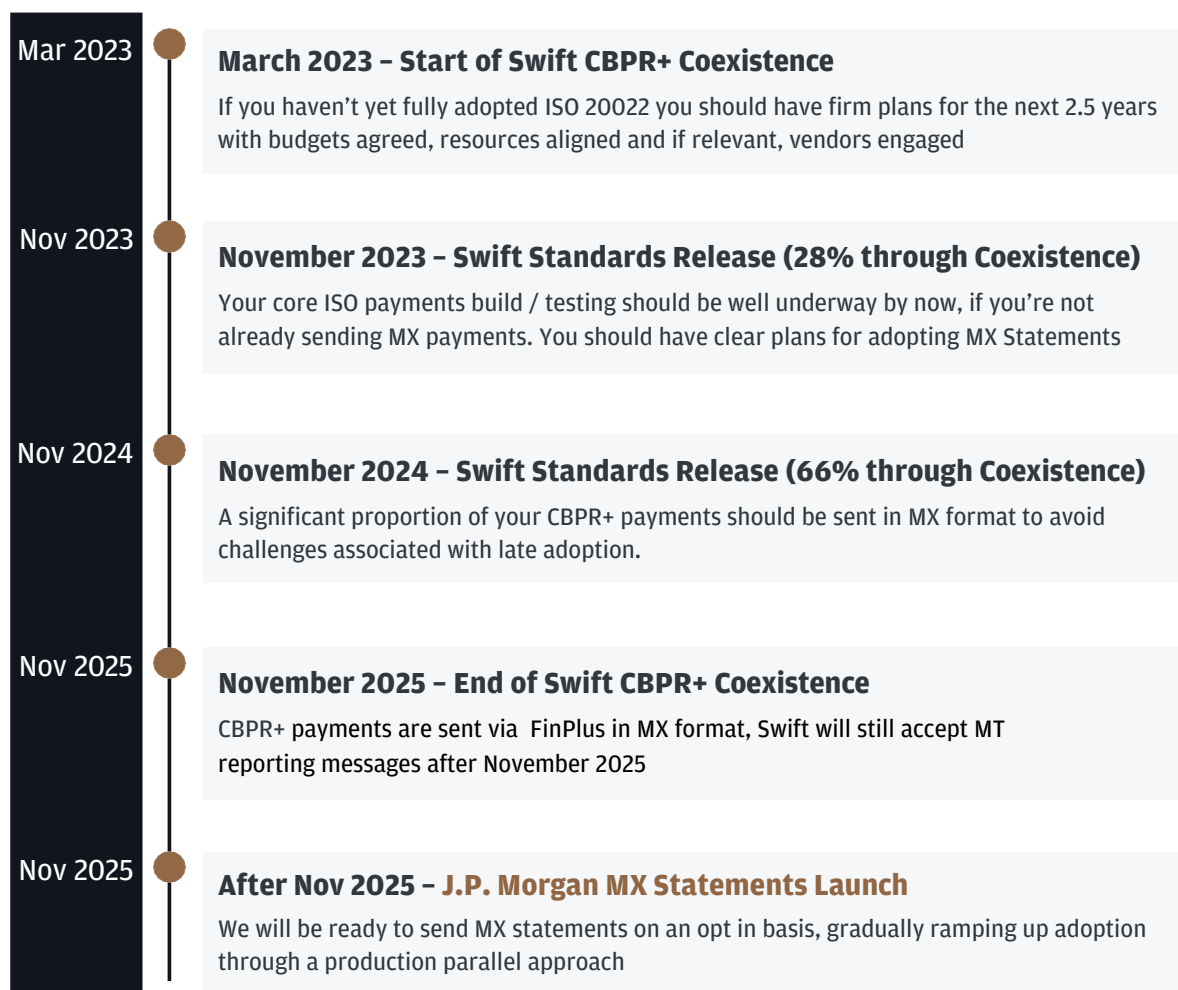 Mar 2023
March 2023 – Start of Swift CBPR+ Coexistence
If you haven’t yet fully adopted ISO 20022 you should have firm plans for the next 2.5 years
with budgets agreed, resources aligned and if relevant, vendors engaged
Nov 2023
November 2023 – Swift Standards Release (28% through Coexistence)
Your core ISO payments build / testing should be well underway by now, if you’re not
already sending MX payments. You should have clear plans for adopting MX Statements
Nov 2024
November 2024 – Swift Standards Release (66% through Coexistence)
A significant proportion of your CBPR+ payments should be sent in MX format to avoid
challenges associated with late adoption.
Nov 2025
November 2025 – End of Swift CBPR+ Coexistence
CBPR+ payments are sent via  FinPlus in MX format, Swift will still accept MT
reporting messages after November 2025
Nov 2025
After Nov 2025 – J.P. Morgan MX Statements Launch
We will be ready to send MX statements on an opt in basis, gradually ramping up adoption
through a production parallel approach